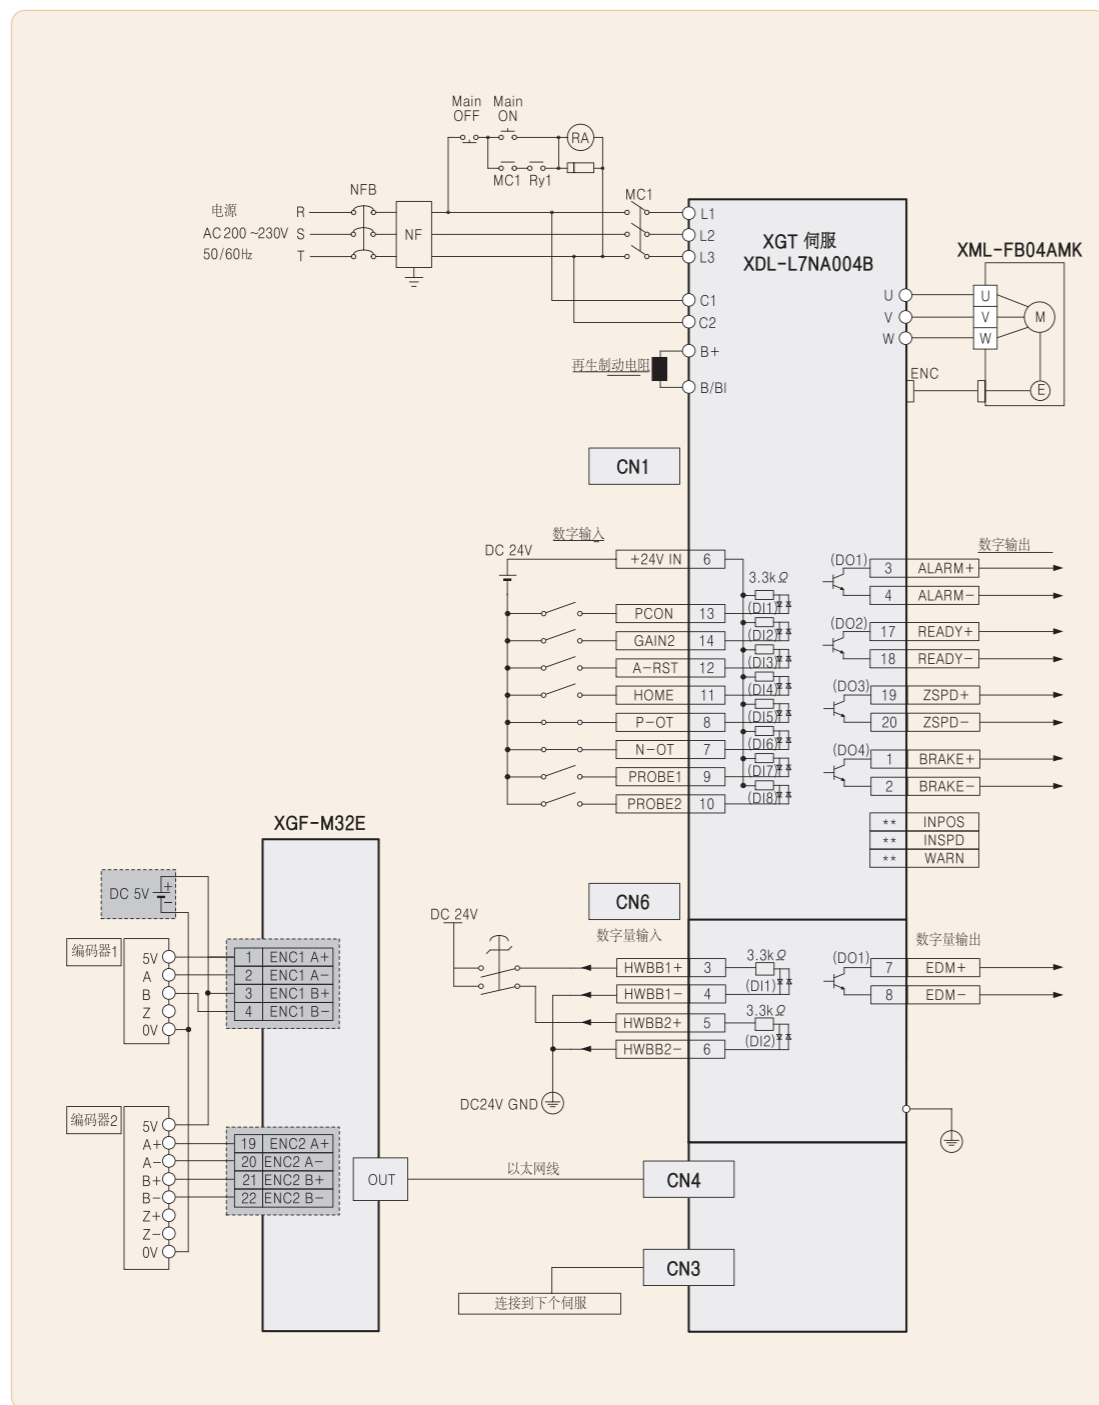 Main OFF
Main ON
RA
MC1 Ry1
NFB
MC1
电源
AC 200 ~230V
50/60Hz
R
S
T
NF
L1
L2
L3
C1
C2
B+
B/BI
再生制动电阻
XGT 伺服
XDL-L7NA004B
XML-FB04AMK
U
V
W
U
V
W
M
ENC
E
CN1
数字输入
DC 24V
+24V IN 6
3.3kΩ
PCON 13 (DI1)
GAIN2 14 (DI2)
A-RST 12 (DI3)
HOME 11 (DI4)
P-OT 8 (DI5)
N-OT 7 (DI6)
PROBE1 9 (DI7)
PROBE2 10 (DI8)
数字输出
(DO1) 3 ALARM+
4 ALARM-
(DO2) 17 READY+
18 READY-
(DO3) 19 ZSPD+
20 ZSPD-
(DO4) 1 BRAKE+
2 BRAKE-
** INPOS
** INSPD
** WARN
XGF-M32E
DC 5V + -
编码器1
5V
A
B
Z
0V
1 ENC1 A+
2 ENC1 A-
3 ENC1 B+
4 ENC1 B-
CN6
DC 24V
数字量输入
HWBB1+ 3 3.3kΩ
HWBB1- 4 (DI1)
HWBB2+ 5 3.3kΩ
HWBB2- 6 (DI2)
DC24V GND
数字量输出
(DO1) 7 EDM+
8 EDM-
编码器2
5V
A+
A-
B+
B-
Z+
Z-
0V
19 ENC2 A+
20 ENC2 A-
21 ENC2 B+
22 ENC2 B-
OUT
以太网线
CN4
CN3
连接到下个伺服